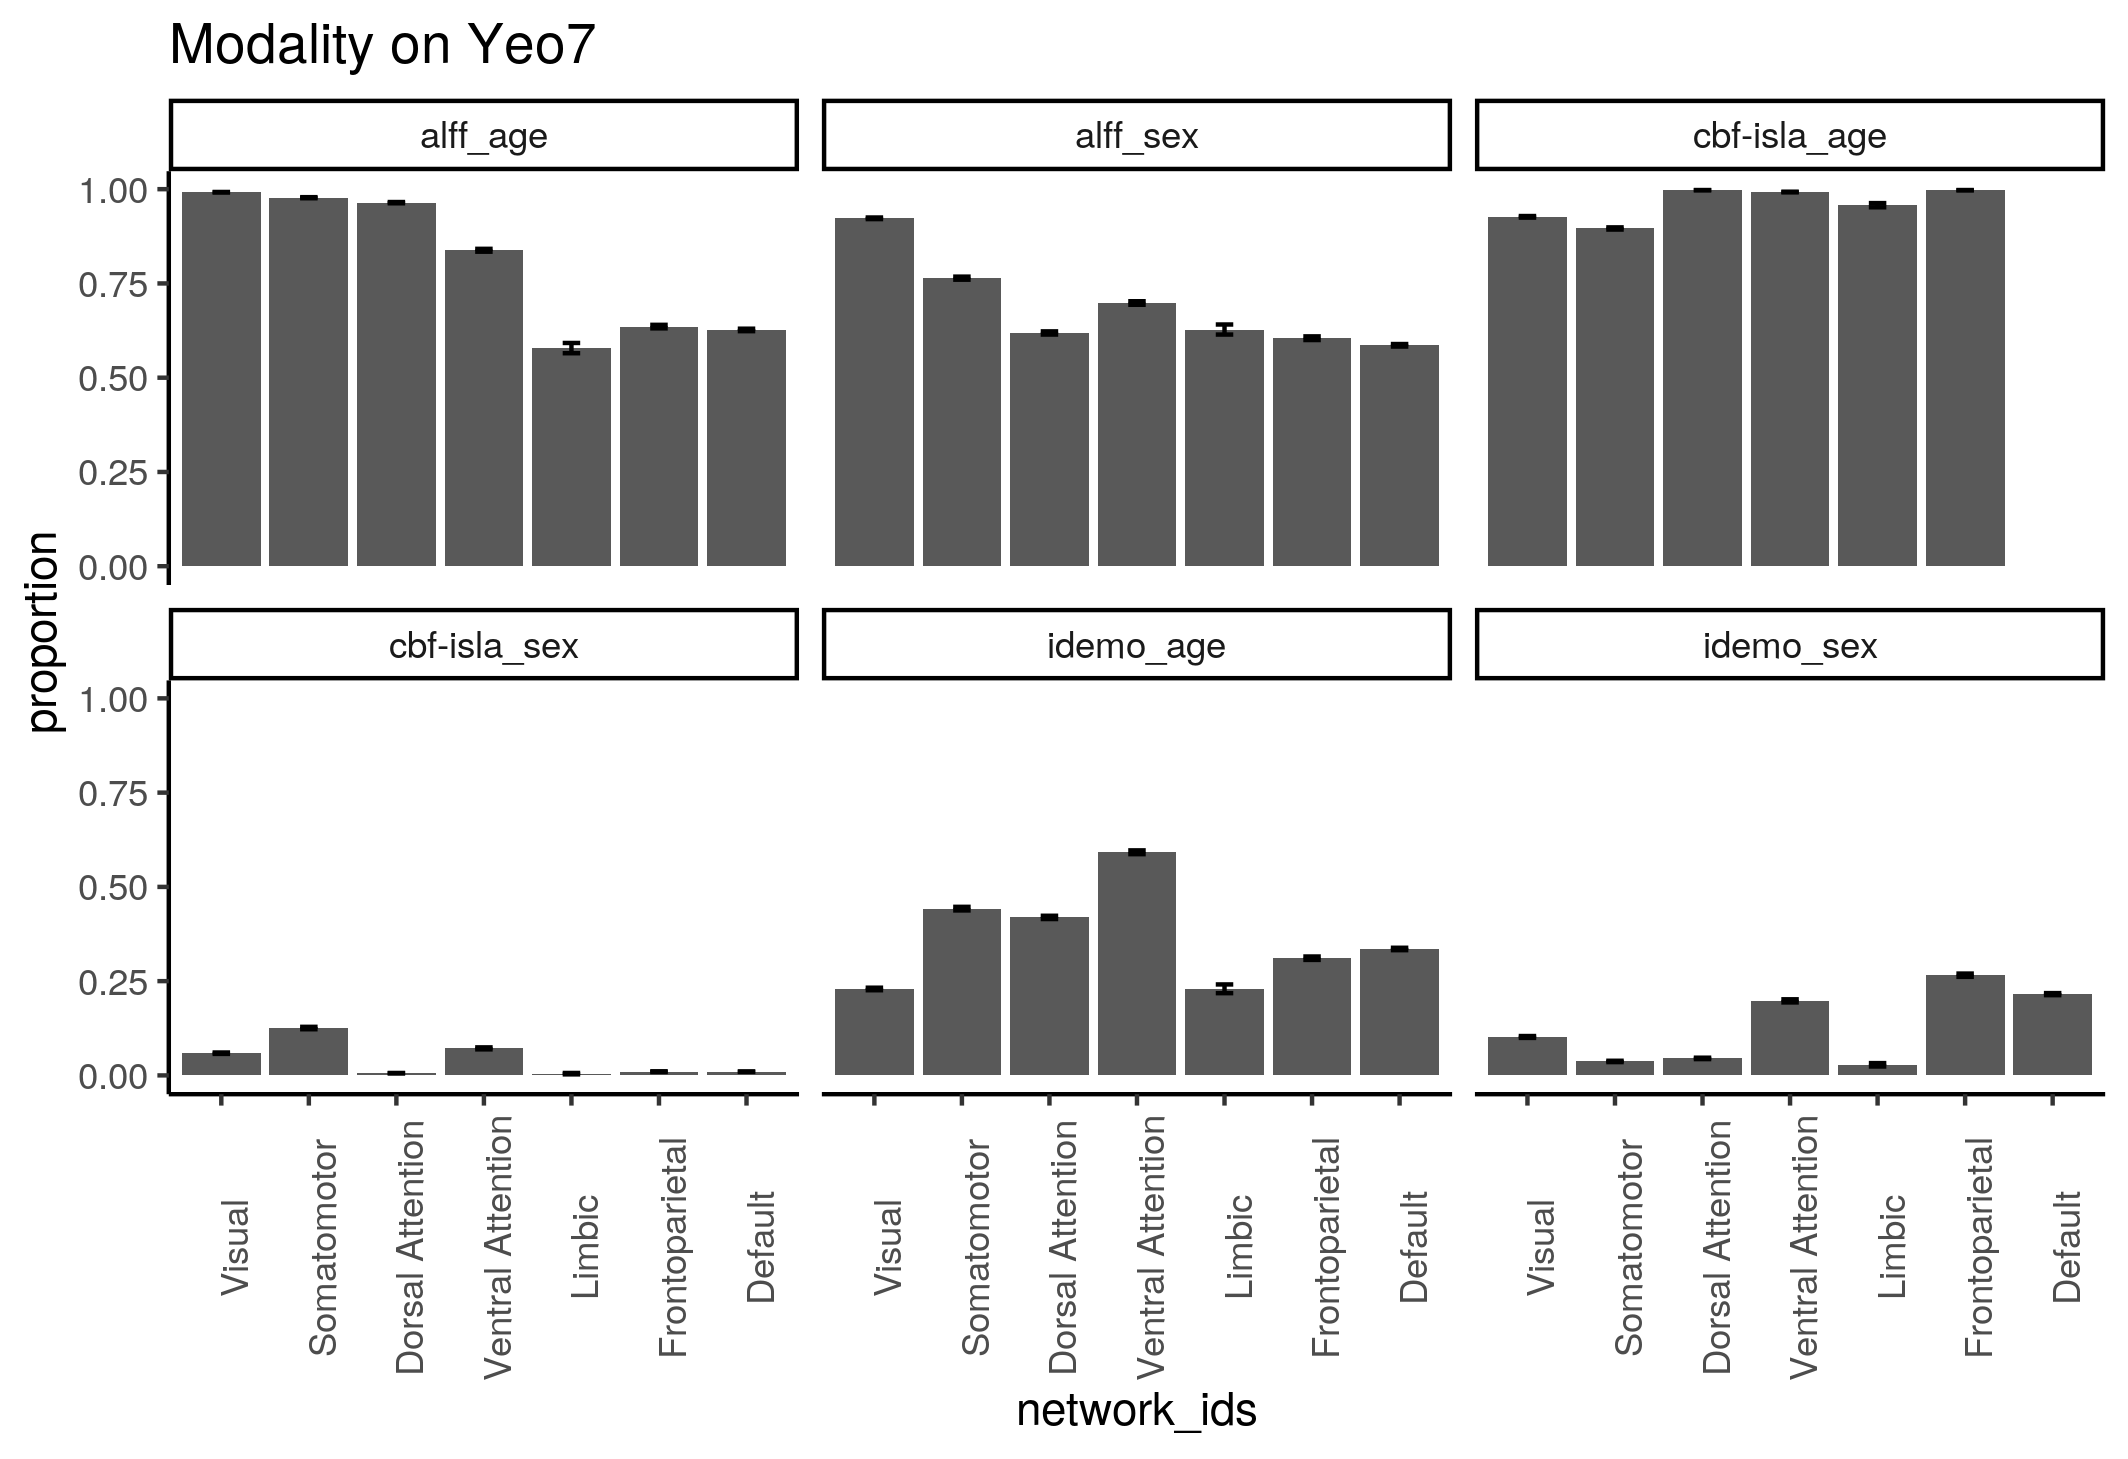 Modality on Yeo7
alff_age
alff_sex
cbf-isla_age
1.00
0.75
0.50
0.25
0.00
cbf-isla_sex
idemo_age
idemo_sex
1.00
0.75
0.50
0.25
0.00
proportion
Visual
Somatomotor
Dorsal Attention
Ventral Attention
Limbic
Frontoparietal
Default
Visual
Somatomotor
Dorsal Attention
Ventral Attention
Limbic
Frontoparietal
Default
Visual
Somatomotor
Dorsal Attention
Ventral Attention
Limbic
Frontoparietal
Default
network_ids